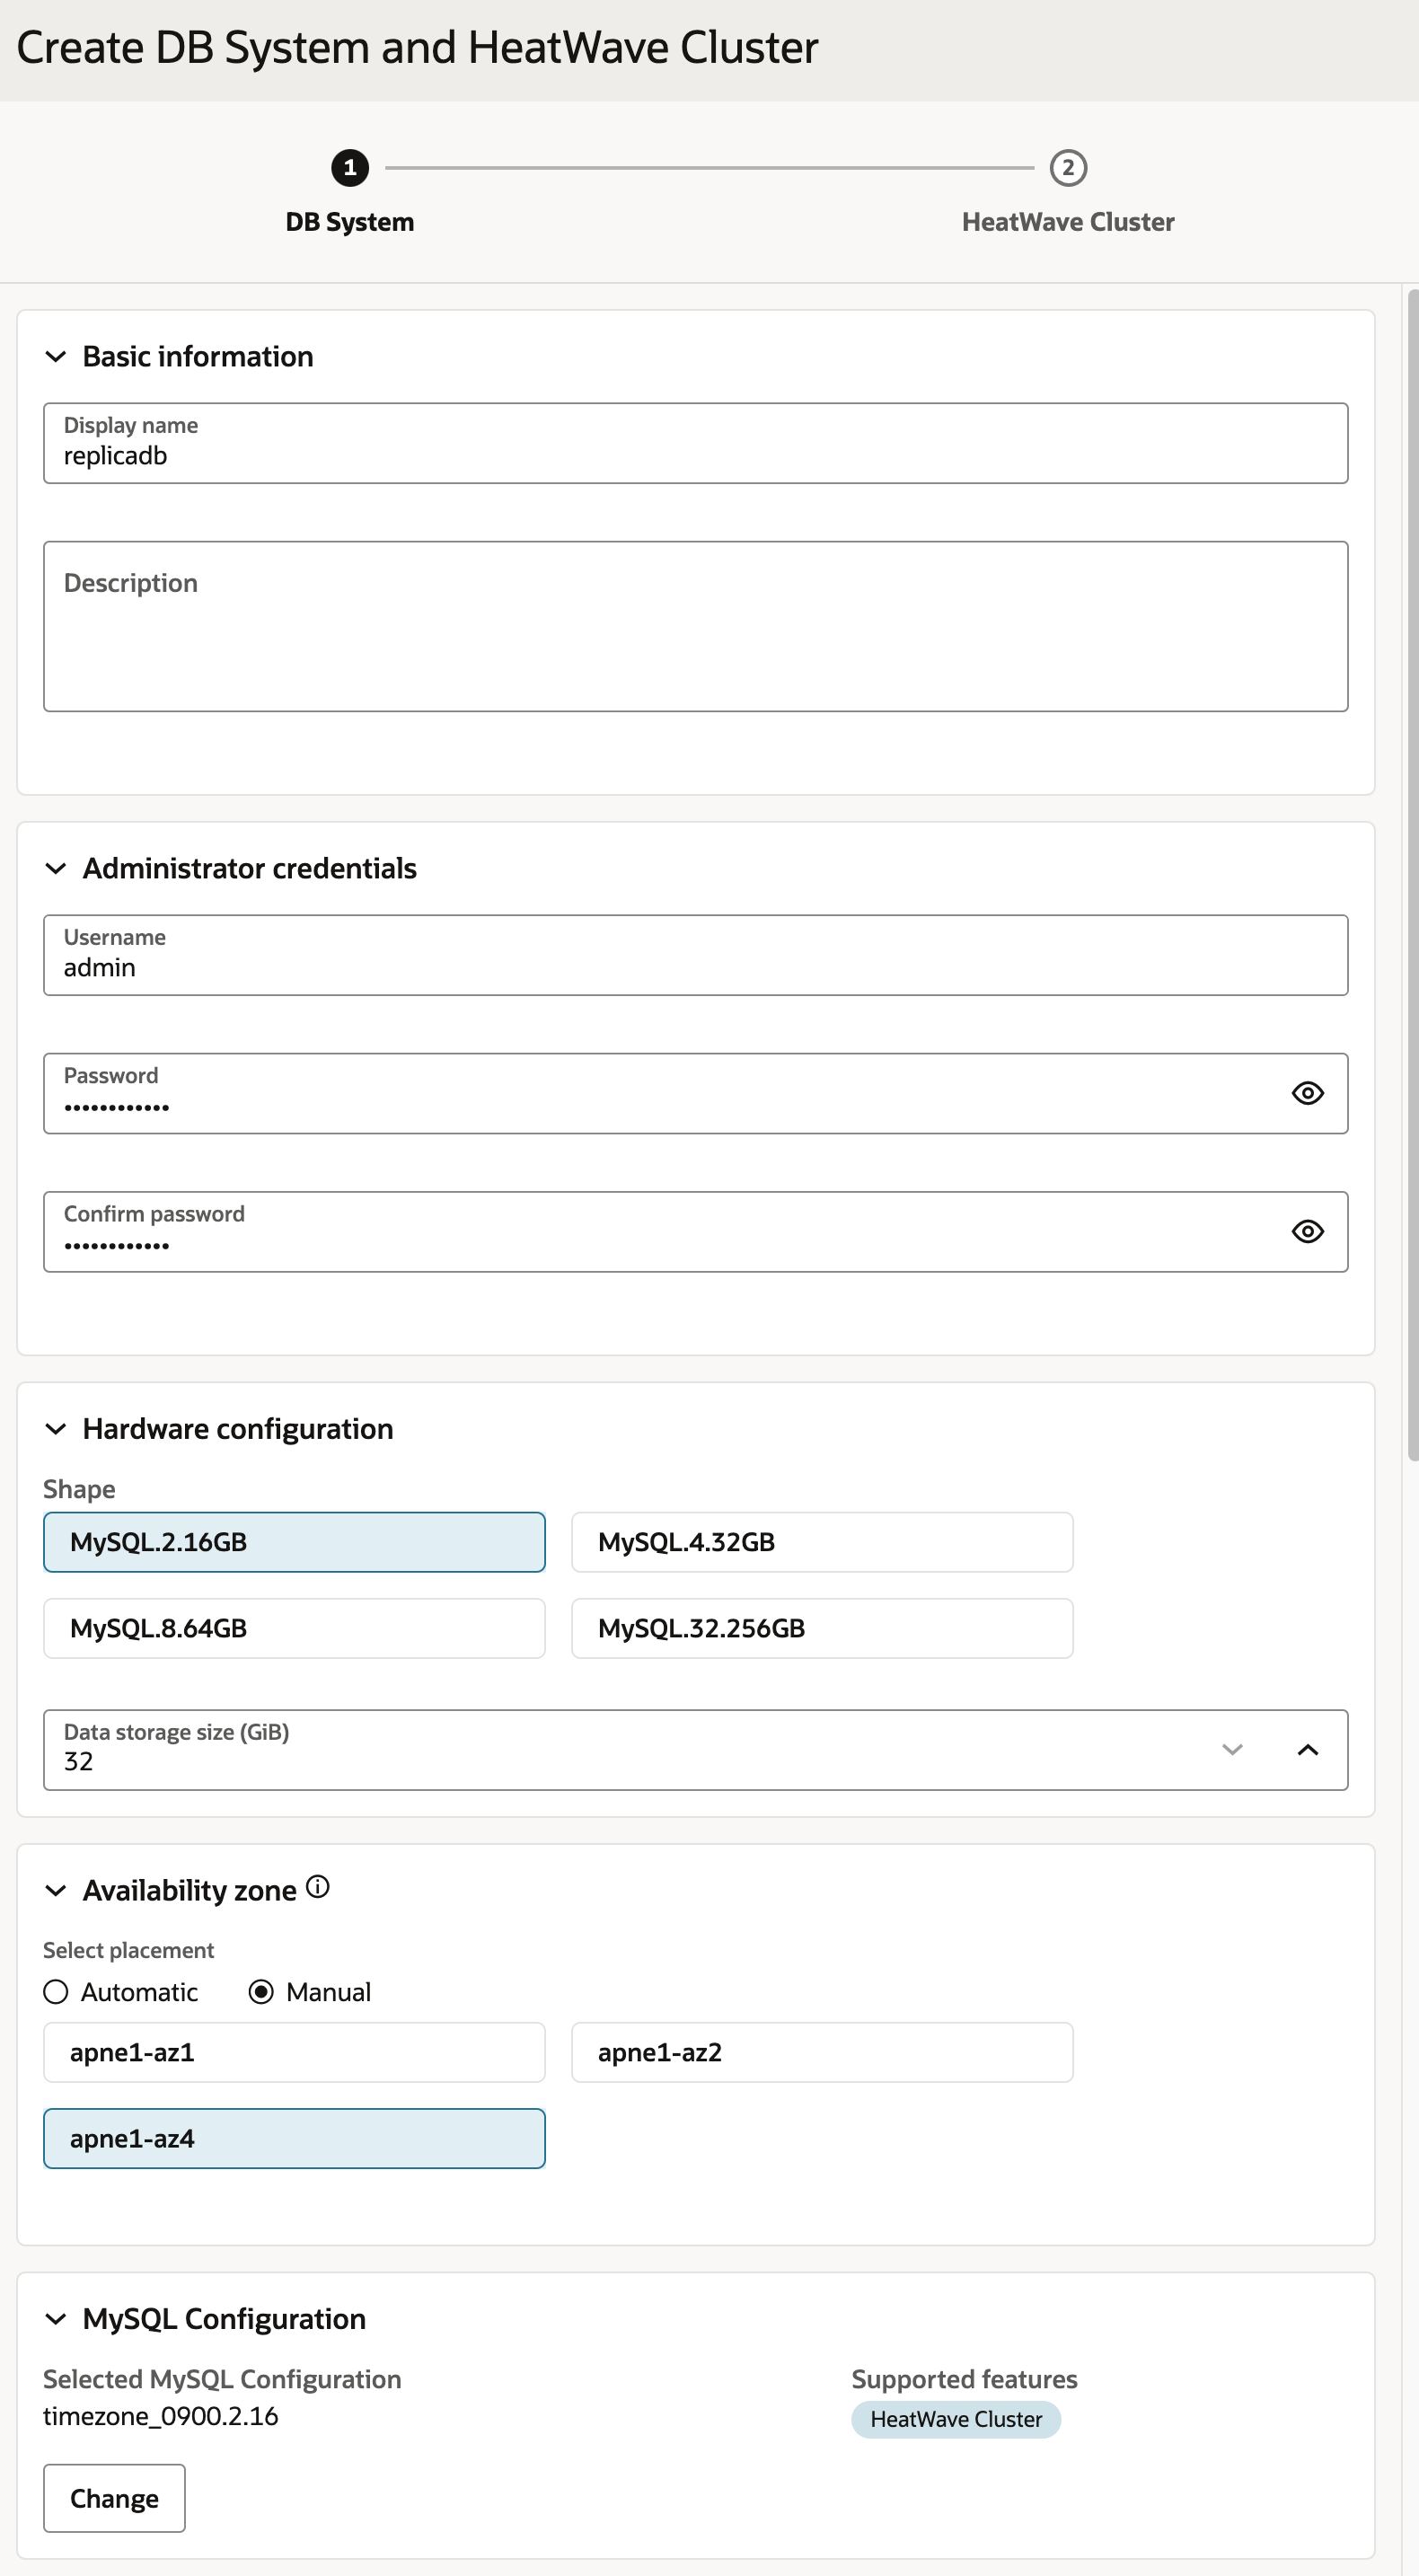 Create DB System and HeatWave Cluster
1
2
DB System
HeatWave Cluster
Basic information
Display name
replicadb
Description
Administrator credentials
Username
admin
Password
••••••••••••
Confirm password
••••••••••••
Hardware configuration
Shape
MySQL.2.16GB
MySQL.4.32GB
MySQL.8.64GB
MySQL.32.256GB
Data storage size (GiB)
32
Availability zone
Select placement
Automatic
Manual
apne1-az1
apne1-az2
apne1-az4
MySQL Configuration
Selected MySQL Configuration
timezone_0900.2.16
Supported features
HeatWave Cluster
Change